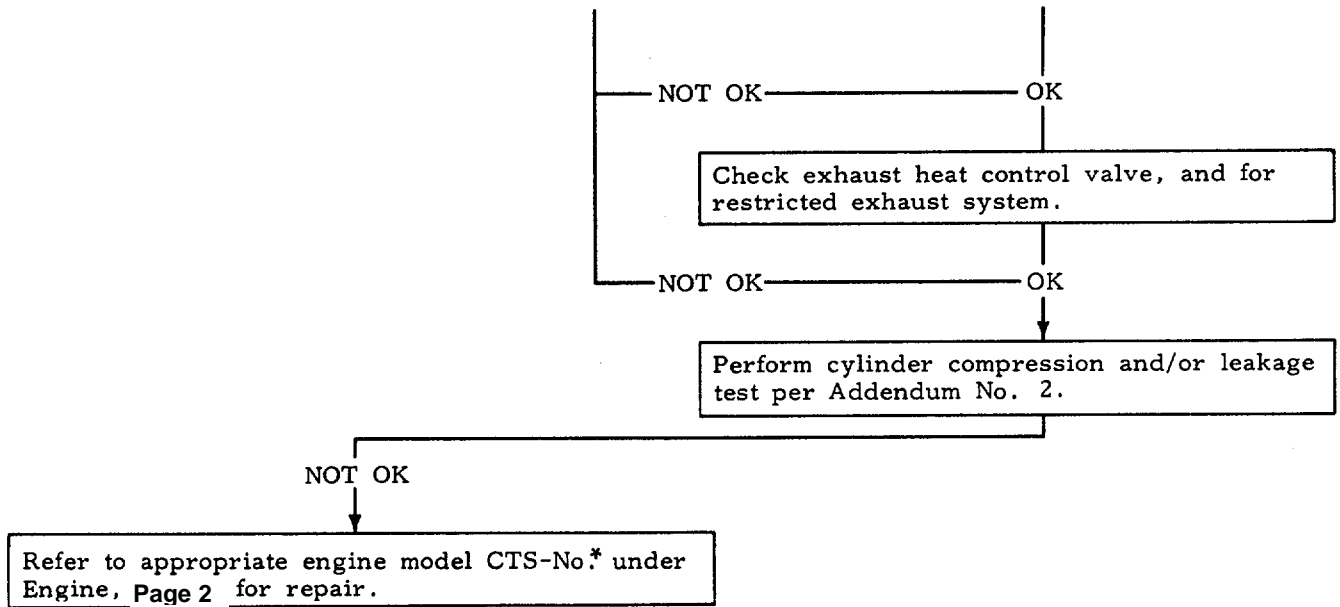 NOT OK OK
Check exhaust heat control valve, and for
restricted exhaust system.
NOT OK OK
Perform cylinder compression and/or leakage
test per Addendum No. 2.
NOT OK
Refer to appropriate engine model CTS-No.* under
Engine, Page 2 for repair.